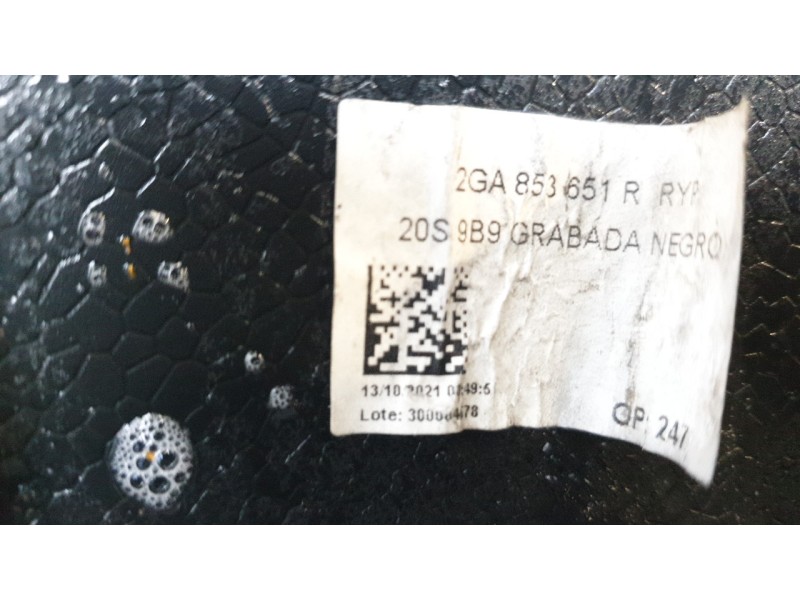 2GA 853 651 R RYP
20S 9B9 GRABADA NEGRO
13/10/2021
Lote:
OP: 247